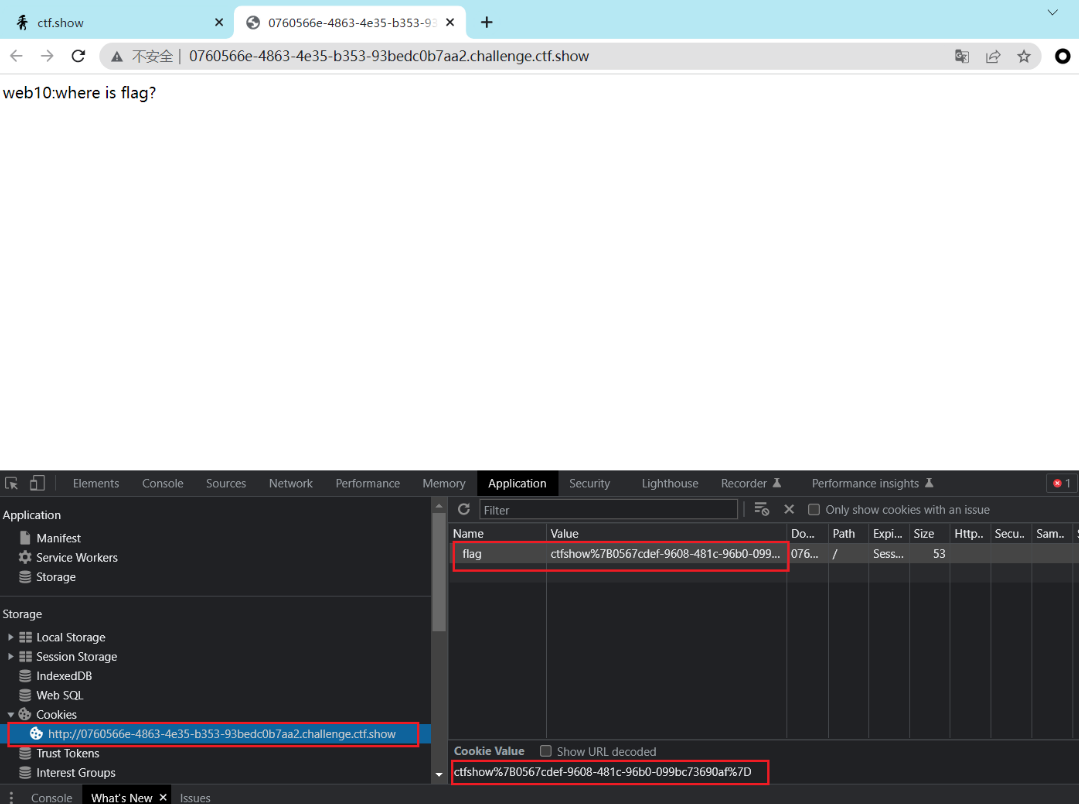 ctf.show
0760566e-4863-4e35-b353-93
不安全 | 0760566e-4863-4e35-b353-93bedc0b7aa2.challenge.ctf.show
web10:where is flag?
Elements Console Sources Network Performance Memory Application Security Lighthouse Recorder Performance insights 1
Application
Manifest
Service Workers
Storage
Storage
Local Storage
Session Storage
IndexedDB
Web SQL
Cookies
http://0760566e-4863-4e35-b353-93bedc0b7aa2.challenge.ctf.show
Trust Tokens
Interest Groups
Filter
Only show cookies with an issue
Name Value Do... Path Expi... Size Http.. Secu.. Sam..
flag ctfshow%7B0567cdef-9608-481c-96b0-099... 076... / Sess... 53
Cookie Value Show URL decoded
ctfshow%7B0567cdef-9608-481c-96b0-099bc73690af%7D
Console What's New Issues